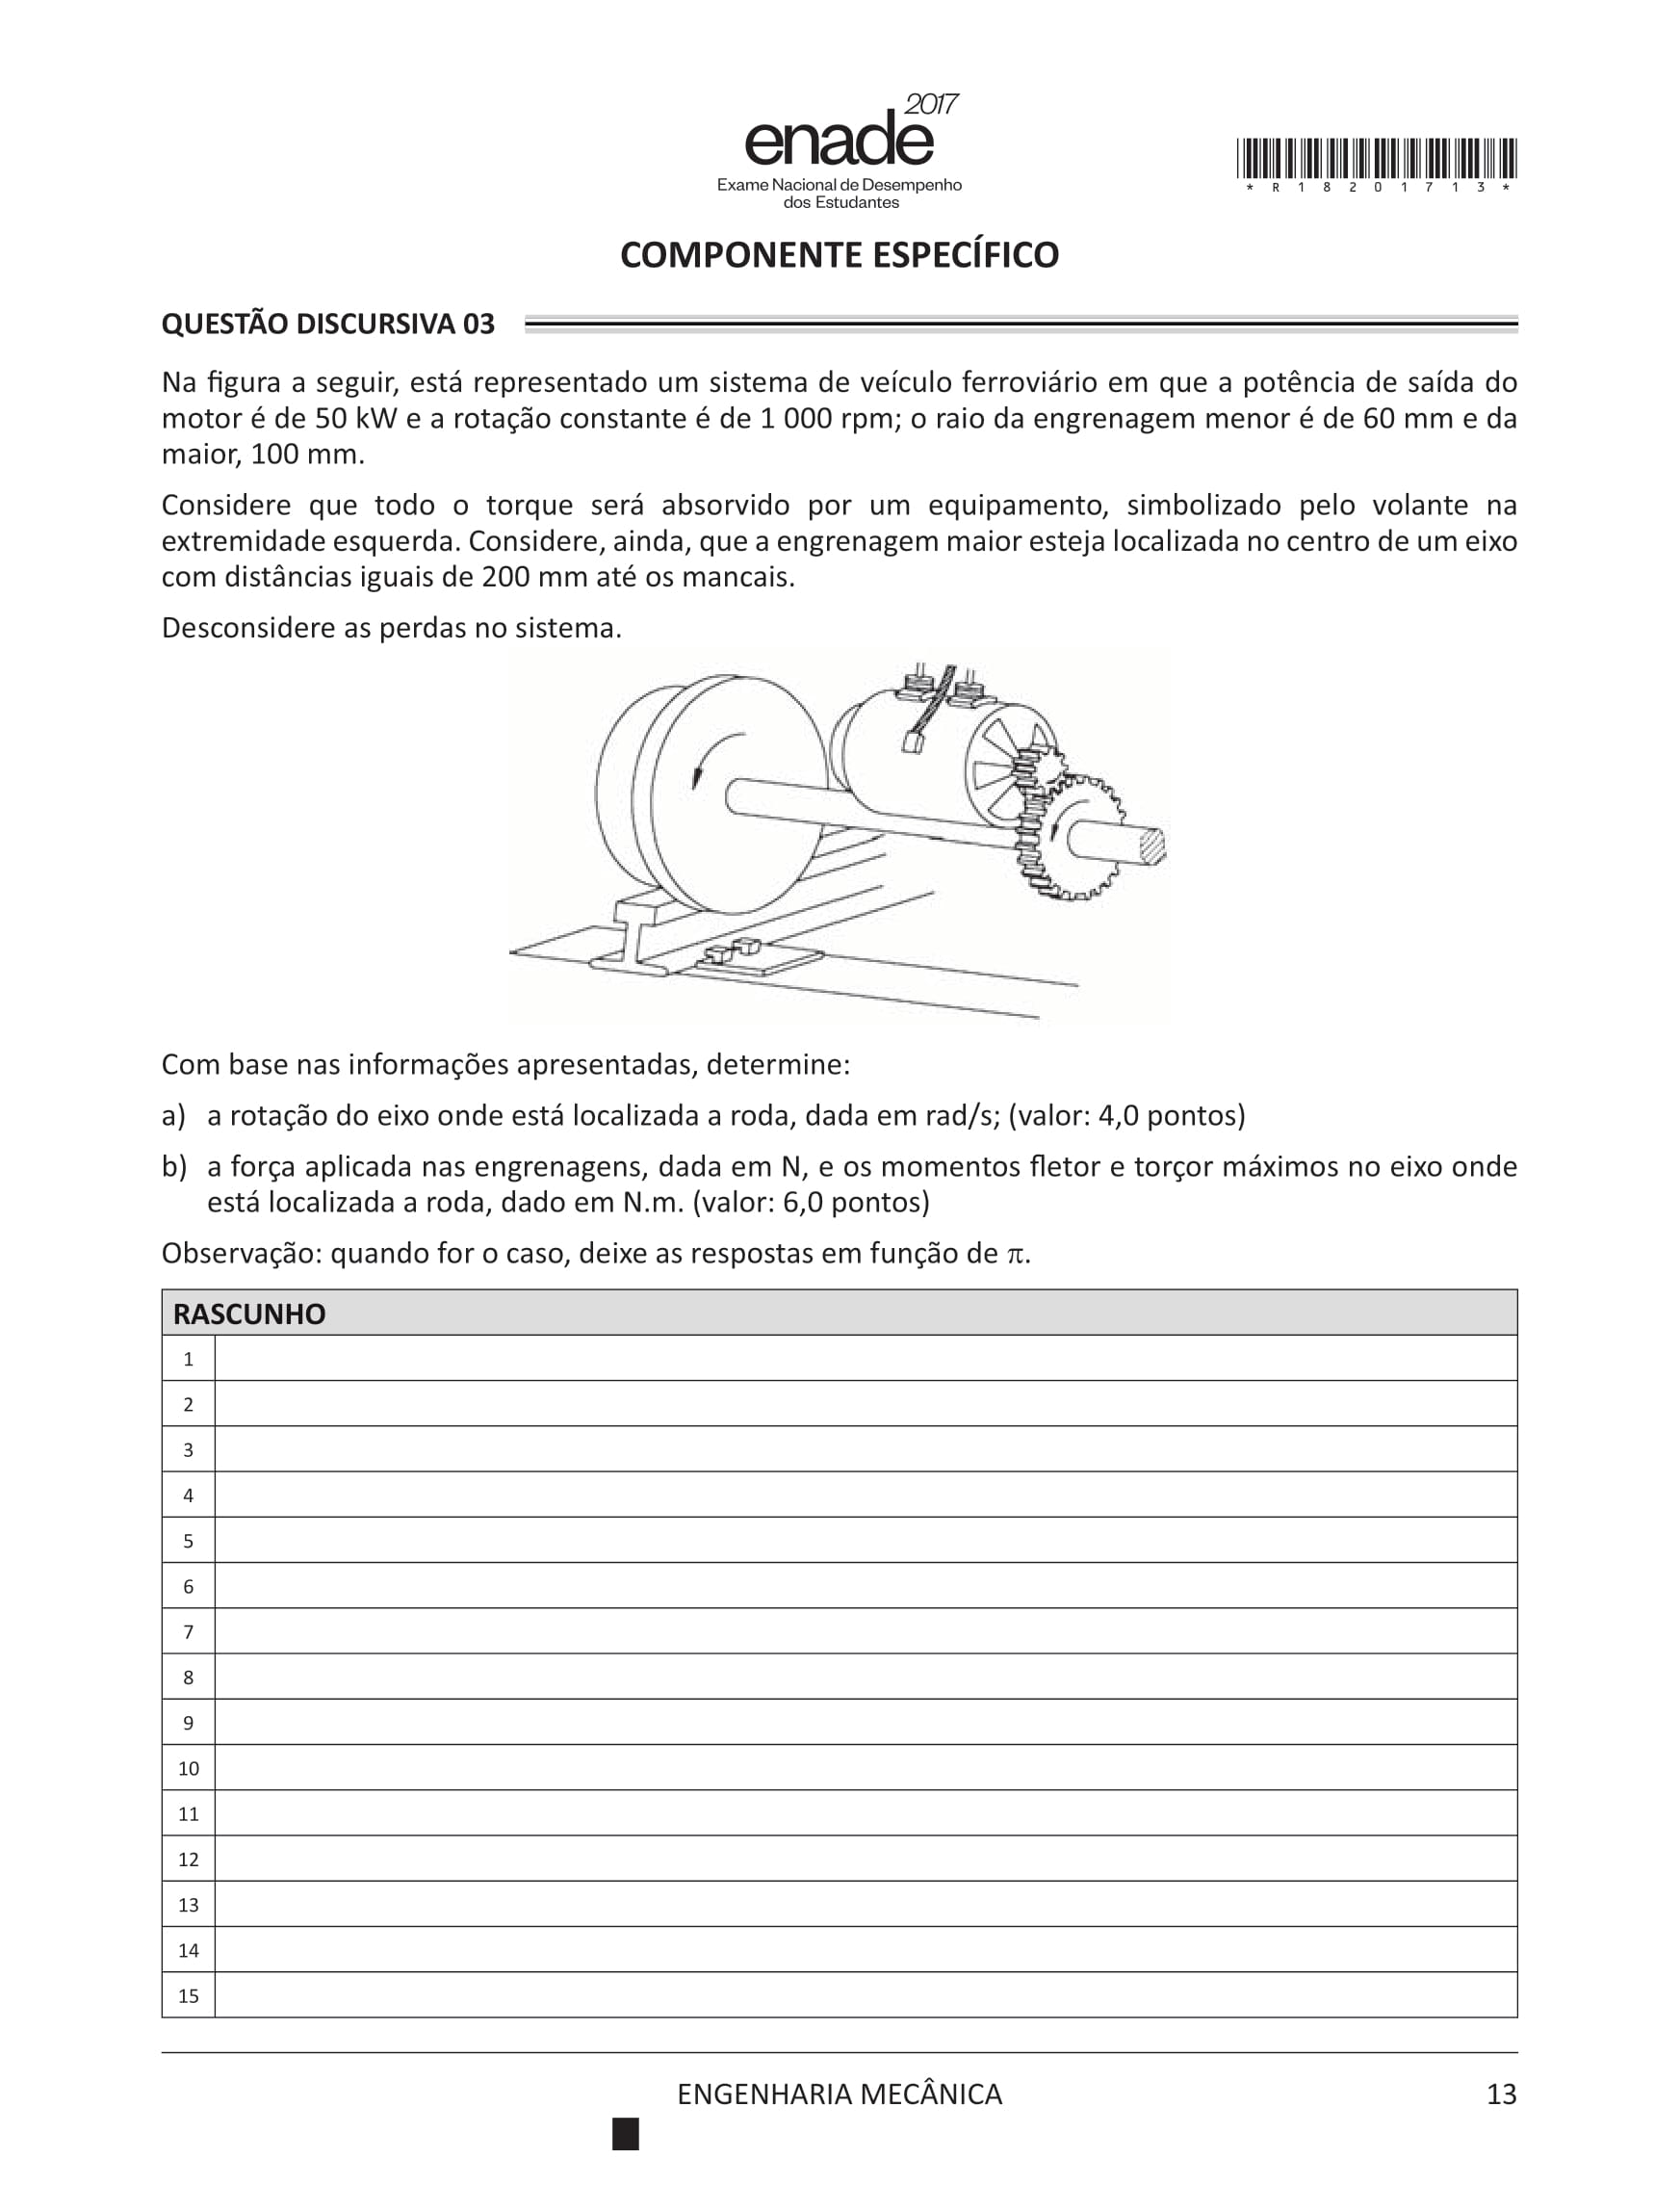 2017
enade
Exame Nacional de Desempenho
dos Estudantes
*R18201713*
COMPONENTE ESPECÍFICO
QUESTÃO DISCURSIVA 03
Na figura a seguir, está representado um sistema de veículo ferroviário em que a potência de saída do
motor é de 50 kW e a rotação constante é de 1 000 rpm; o raio da engrenagem menor é de 60 mm e da
maior, 100 mm.
Considere que todo o torque será absorvido por um equipamento, simbolizado pelo volante na
extremidade esquerda. Considere, ainda, que a engrenagem maior esteja localizada no centro de um eixo
com distâncias iguais de 200 mm até os mancais.
Desconsidere as perdas no sistema.
Com base nas informações apresentadas, determine:
a) a rotação do eixo onde está localizada a roda, dada em rad/s; (valor: 4,0 pontos)
b) a força aplicada nas engrenagens, dada em N, e os momentos fletor e torçor máximos no eixo onde
está localizada a roda, dado em N.m. (valor: 6,0 pontos)
Observação: quando for o caso, deixe as respostas em função de π.
RASCUNHO
1
2
3
4
5
6
7
8
9
10
11
12
13
14
15
ENGENHARIA MECÂNICA
13